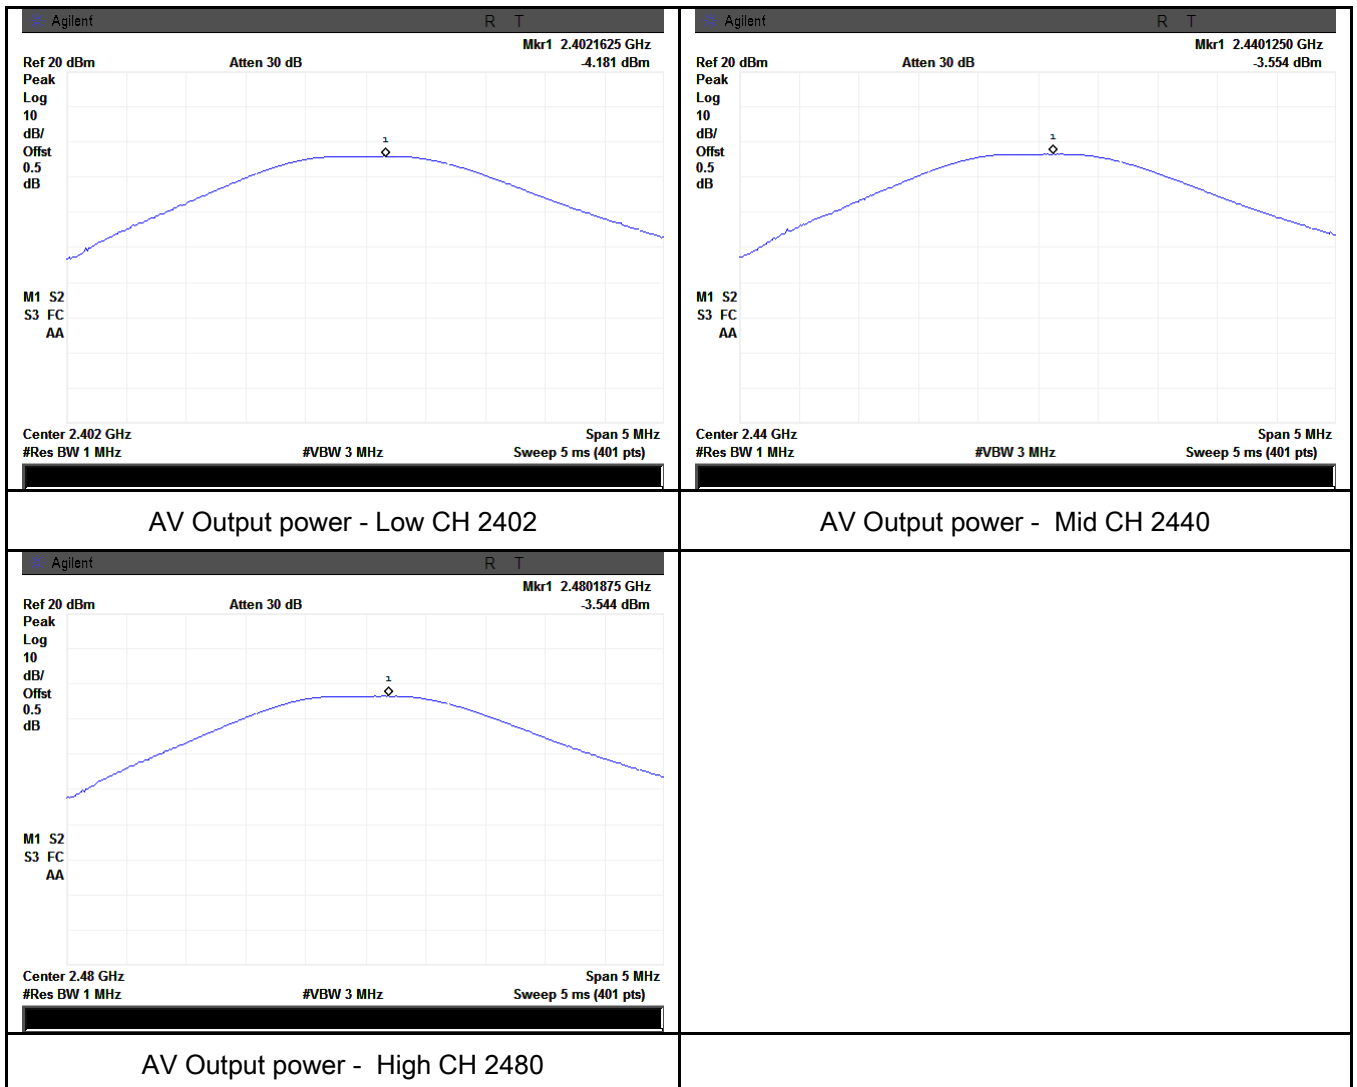 Agilent R T
Mkr1 2.4021625 GHz
Ref 20 dBm Atten 30 dB -4.181 dBm
Peak
Log
10
dB/
Offst
0.5
dB
1
M1 S2
S3 FC
AA
Center 2.402 GHz Span 5 MHz
#Res BW 1 MHz #VBW 3 MHz Sweep 5 ms (401 pts)
AV Output power - Low CH 2402
Agilent R T
Mkr1 2.4401250 GHz
Ref 20 dBm Atten 30 dB -3.554 dBm
Peak
Log
10
dB/
Offst
0.5
dB
1
M1 S2
S3 FC
AA
Center 2.44 GHz Span 5 MHz
#Res BW 1 MHz #VBW 3 MHz Sweep 5 ms (401 pts)
AV Output power - Mid CH 2440
Agilent R T
Mkr1 2.4801875 GHz
Ref 20 dBm Atten 30 dB -3.544 dBm
Peak
Log
10
dB/
Offst
0.5
dB
1
M1 S2
S3 FC
AA
Center 2.48 GHz Span 5 MHz
#Res BW 1 MHz #VBW 3 MHz Sweep 5 ms (401 pts)
AV Output power - High CH 2480